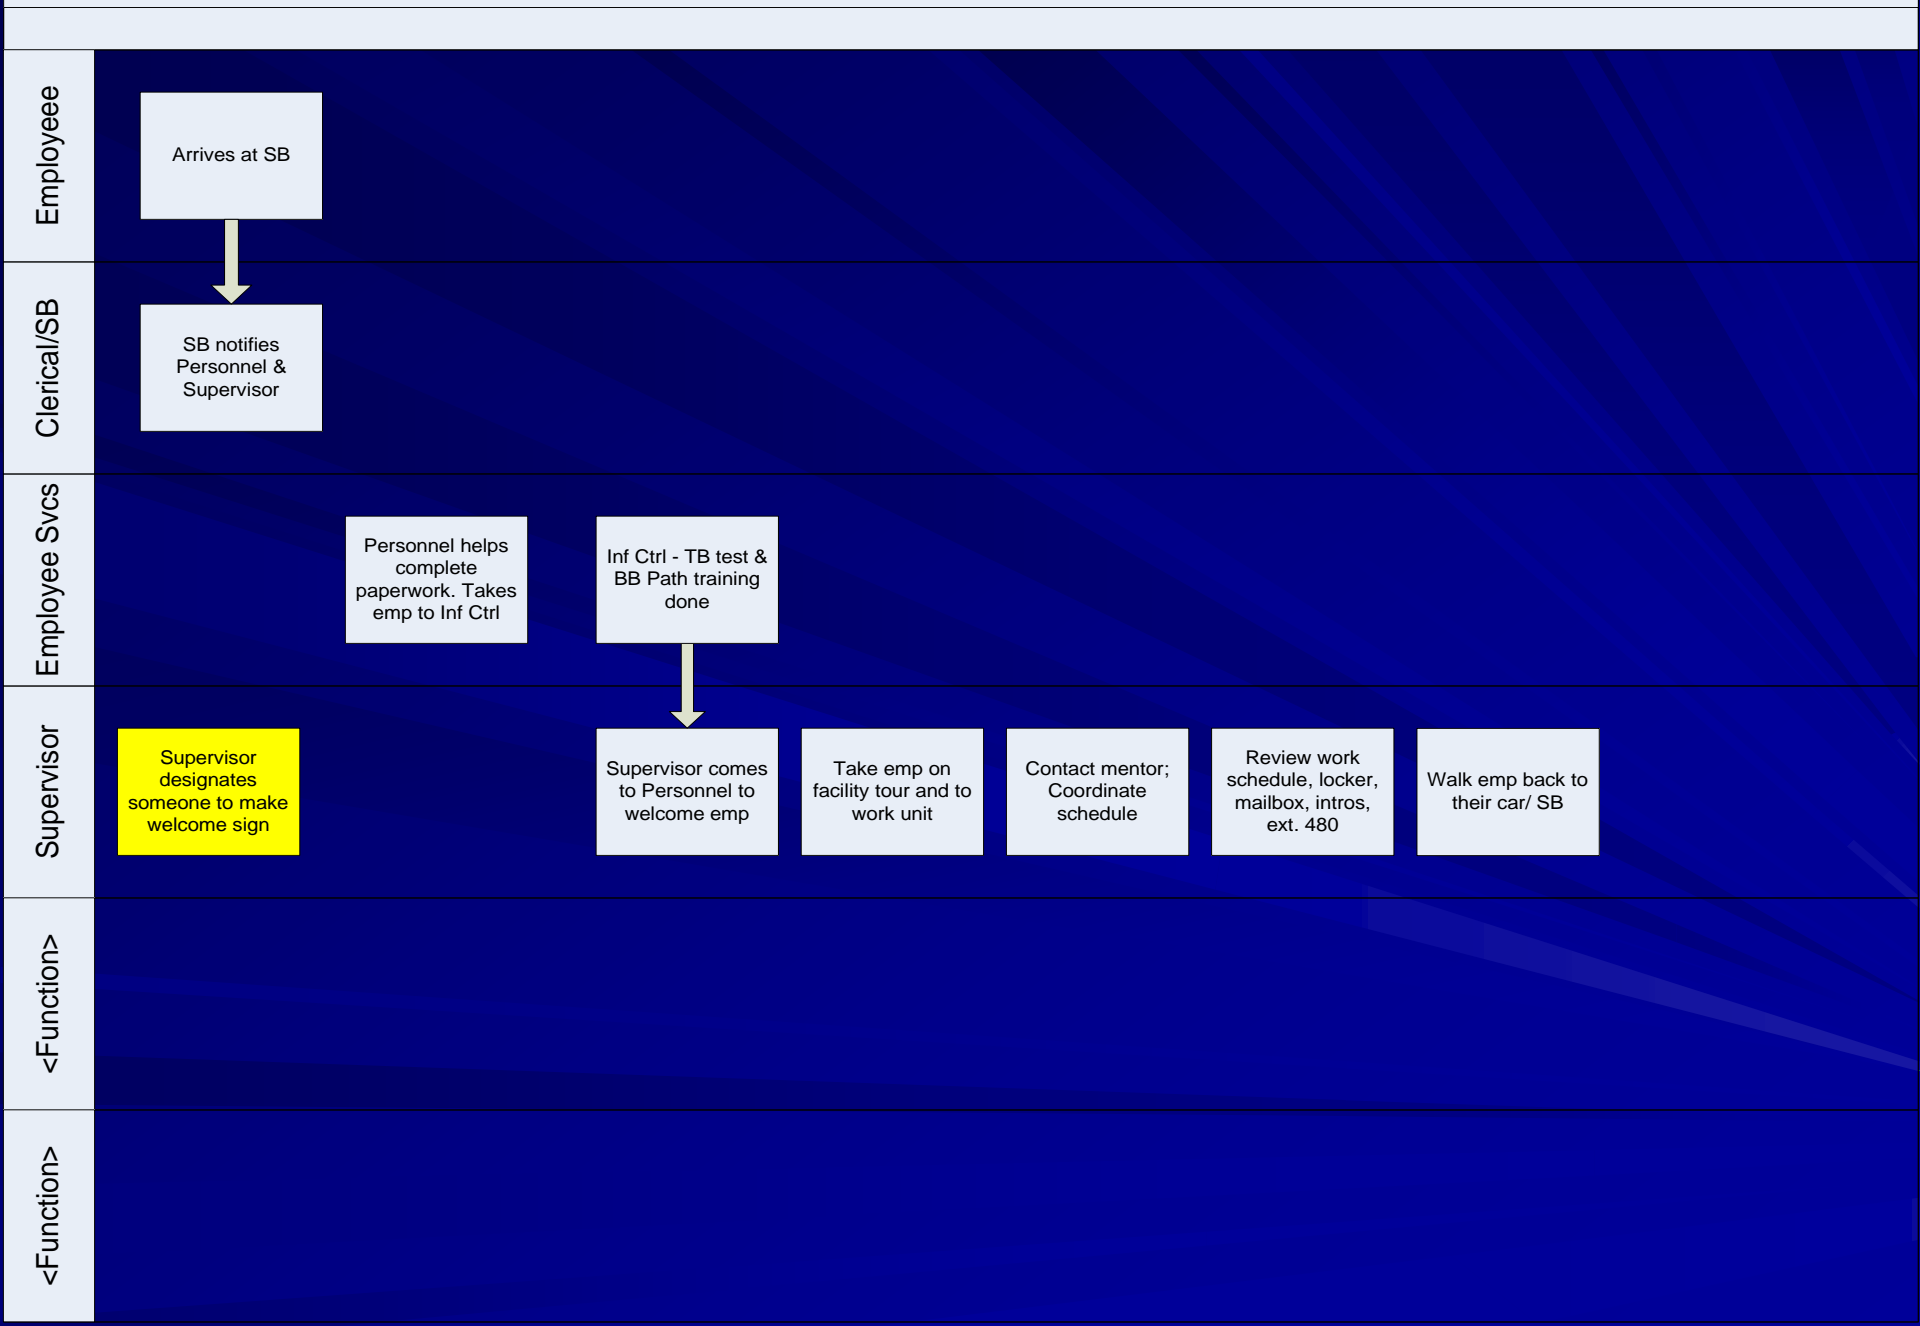 Employeee
Arrives at SB
Clerical/SB
SB notifies
Personnel &
Supervisor
Employee Svcs
Personnel helps
complete
paperwork. Takes
emp to Inf Ctrl
Inf Ctrl - TB test &
BB Path training
done
Supervisor
Supervisor
designates
someone to make
welcome sign
Supervisor comes
to Personnel to
welcome emp
Take emp on
facility tour and to
work unit
Contact mentor;
Coordinate
schedule
Review work
schedule, locker,
mailbox, intros,
ext. 480
Walk emp back to
their car/ SB
<Function>
<Function>